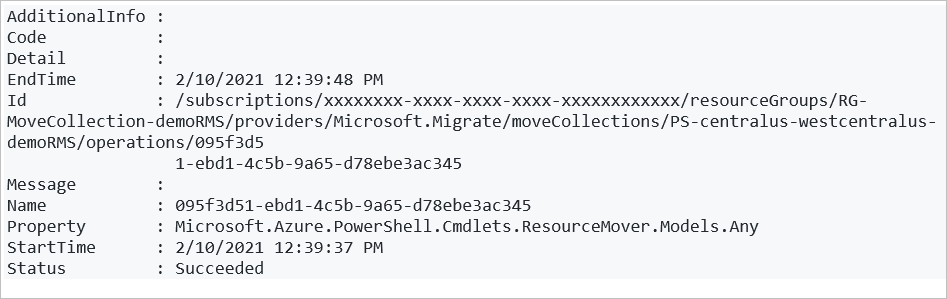 AdditionalInfo :
Code           :
Detail         :
EndTime        : 2/10/2021 12:39:48 PM
Id             : /subscriptions/xxxxxxxx-xxxx-xxxx-xxxx-xxxxxxxxxxxx/resourceGroups/RG-
MoveCollection-demoRMS/providers/Microsoft.Migrate/moveCollections/PS-centralus-westcentralus-
demoRMS/operations/095f3d5
                 1-ebd1-4c5b-9a65-d78ebe3ac345
Message        :
Name           : 095f3d51-ebd1-4c5b-9a65-d78ebe3ac345
Property       : Microsoft.Azure.PowerShell.Cmdlets.ResourceMover.Models.Any
StartTime      : 2/10/2021 12:39:37 PM
Status         : Succeeded